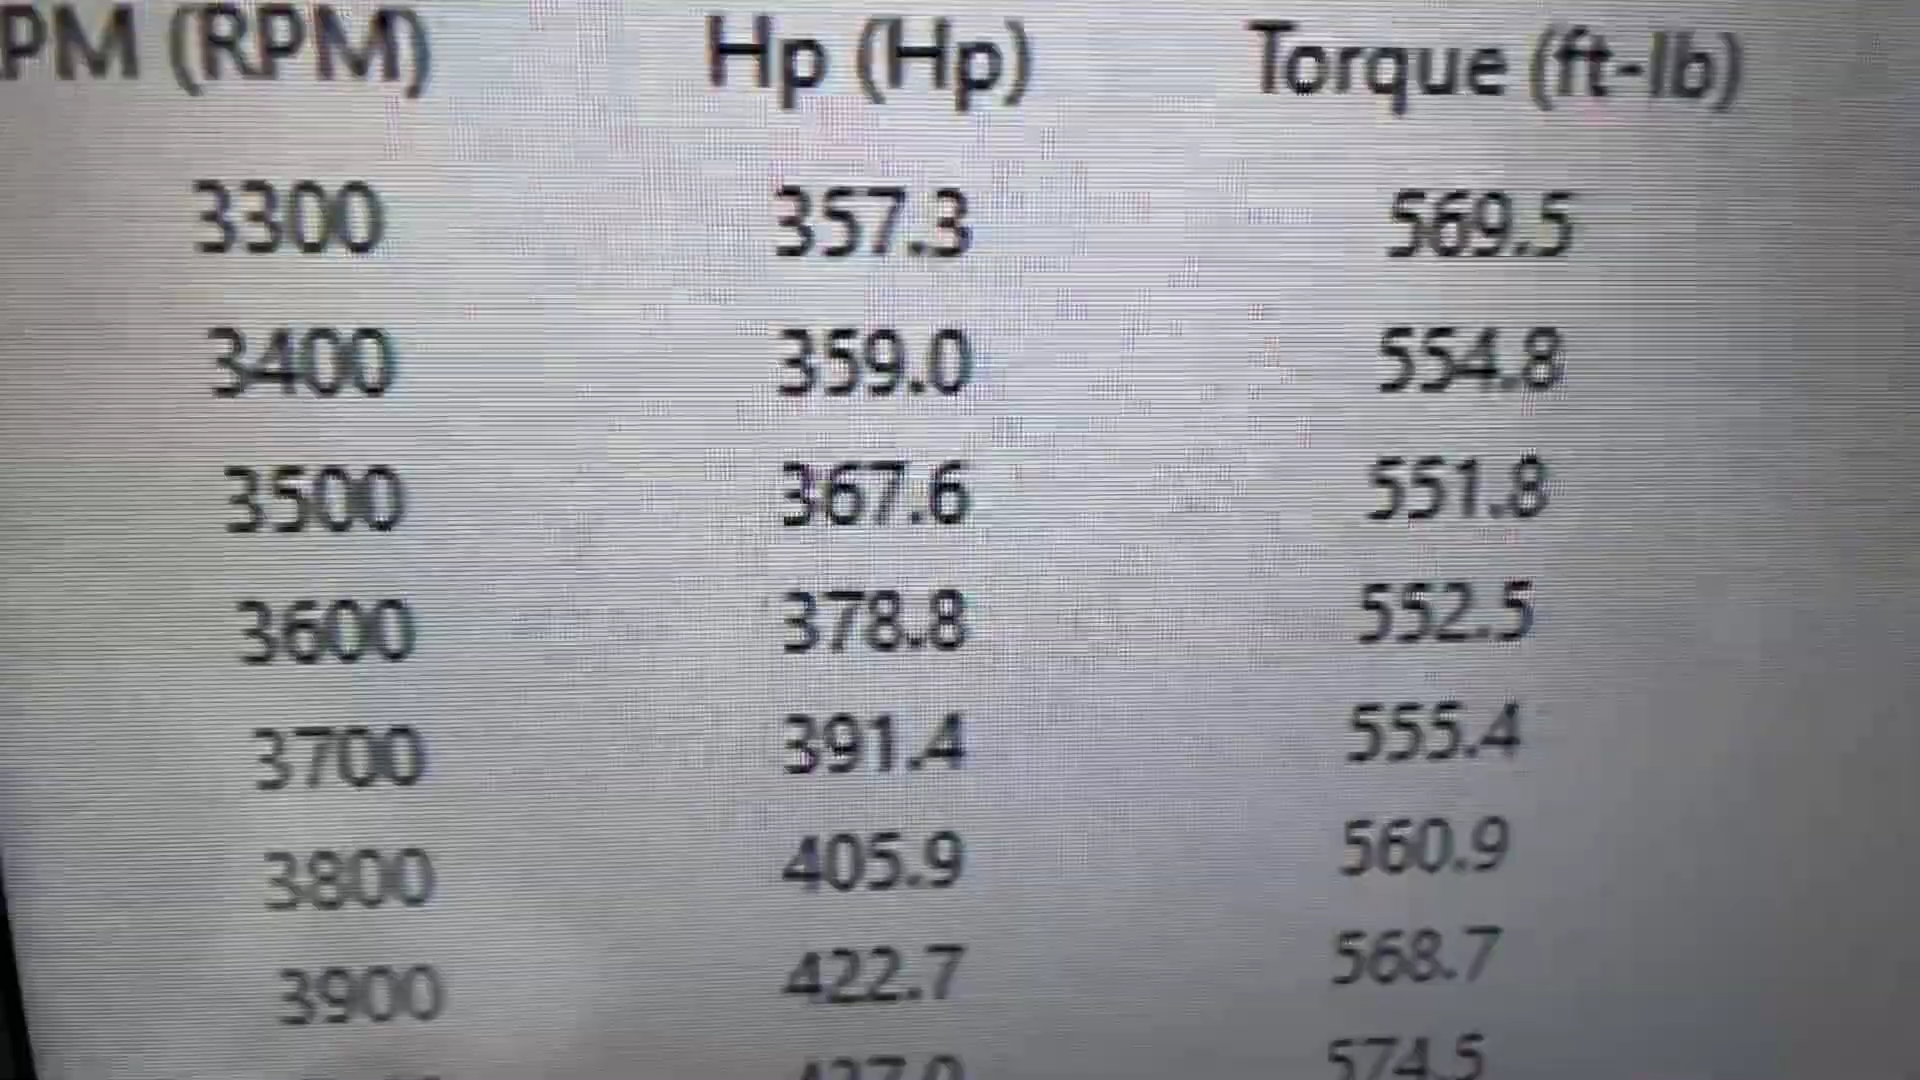 PM (RPM) Hp (Hp) Torque (ft-lb)
3300 357.3 569.5
3400 359.0 554.8
3500 367.6 551.8
3600 378.8 552.5
3700 391.4 555.4
3800 405.9 560.9
3900 422.7 568.7
574.5